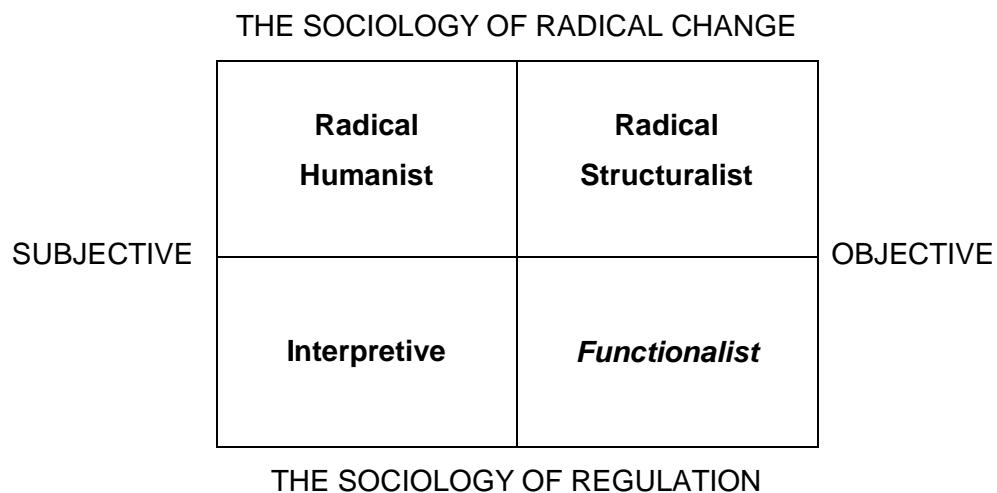 THE SOCIOLOGY OF RADICAL CHANGE
Radical
Humanist
Radical
Structuralist
SUBJECTIVE
OBJECTIVE
Interpretive
Functionalist
THE SOCIOLOGY OF REGULATION